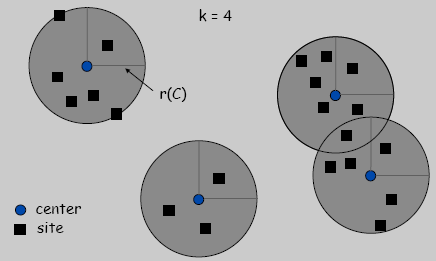 k = 4
r(C)
center
site